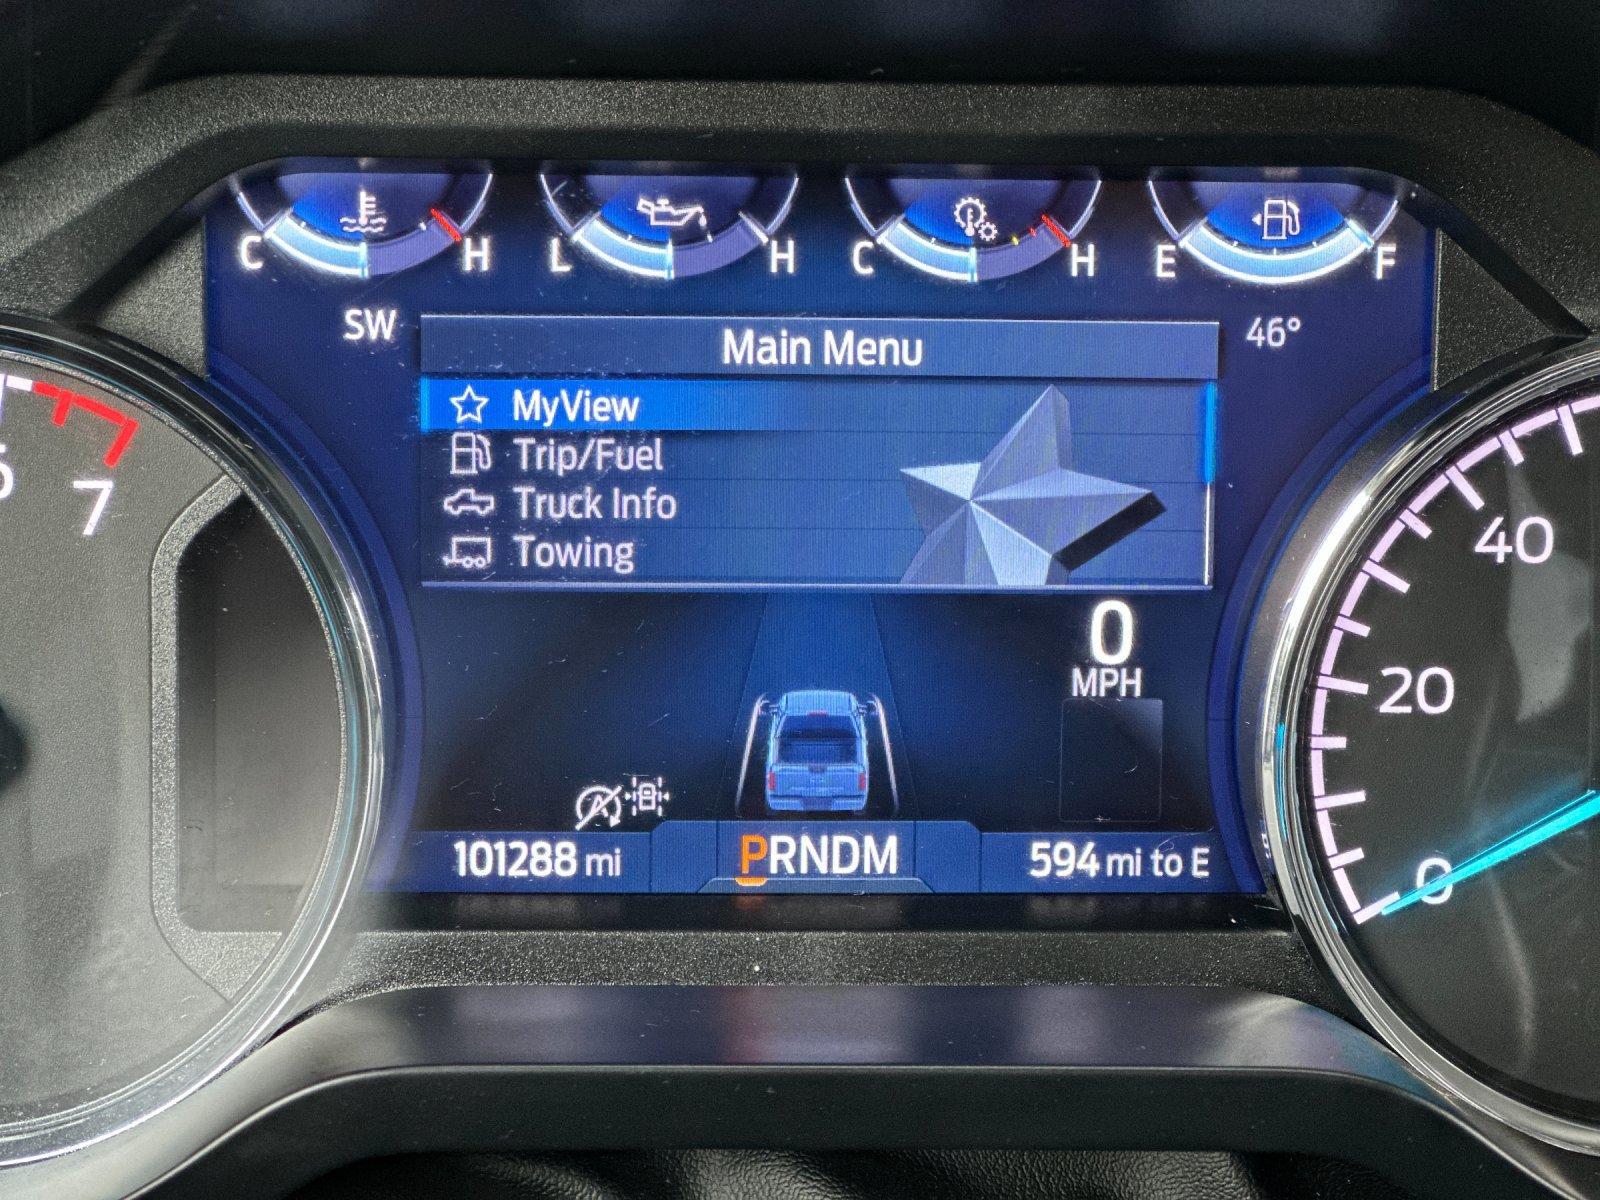 C H L H C H E F
SW
Main Menu
46°
MyView
Trip/Fuel
Truck Info
Towing
7
40
20
0
0
MPH
101288 mi
PRNDM
594 mi to E